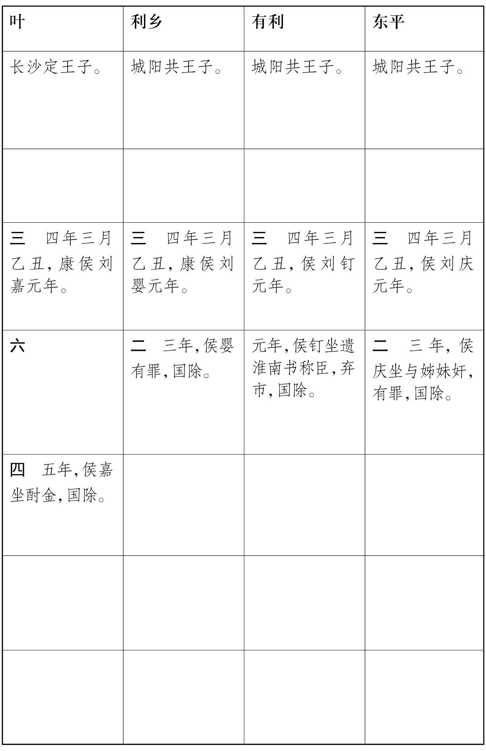 叶 利乡 有利 东平
长沙定王子。 城阳共王子。 城阳共王子。 城阳共王子。
三　四年三月
乙丑，康侯刘
嘉元年。
三　四年三月
乙丑，康侯刘
婴元年。
三　四年三月
乙丑，侯刘钉
元年。
三　四年三月
乙丑，侯刘庆
元年。
六
二　三年，侯婴
有罪，国除。
元年，侯钉坐遗
淮南书称臣，弃
市，国除。
二　三年，侯
庆坐与姊妹奸，
有罪，国除。
四　五年，侯嘉
坐酎金，国除。